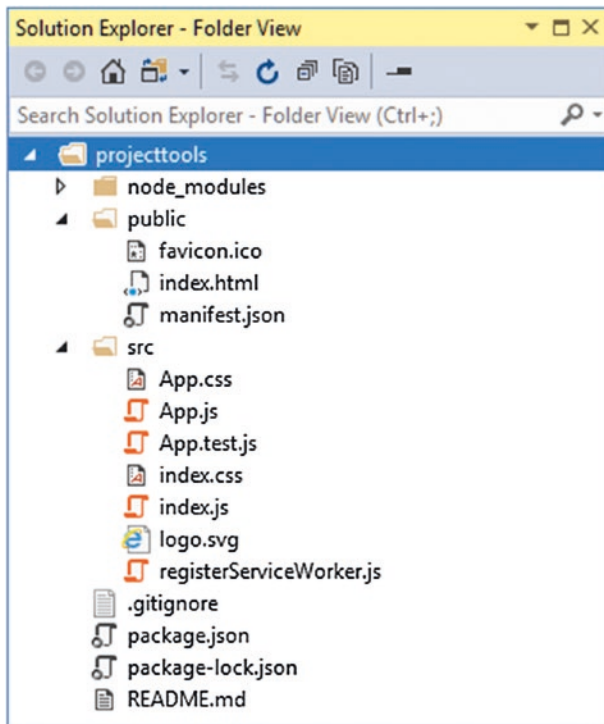 Solution Explorer - Folder View
Search Solution Explorer - Folder View (Ctrl+;)
projecttools
node_modules
public
favicon.ico
index.html
manifest.json
src
App.css
App.js
App.test.js
index.css
index.js
logo.svg
registerServiceWorker.js
.gitignore
package.json
package-lock.json
README.md